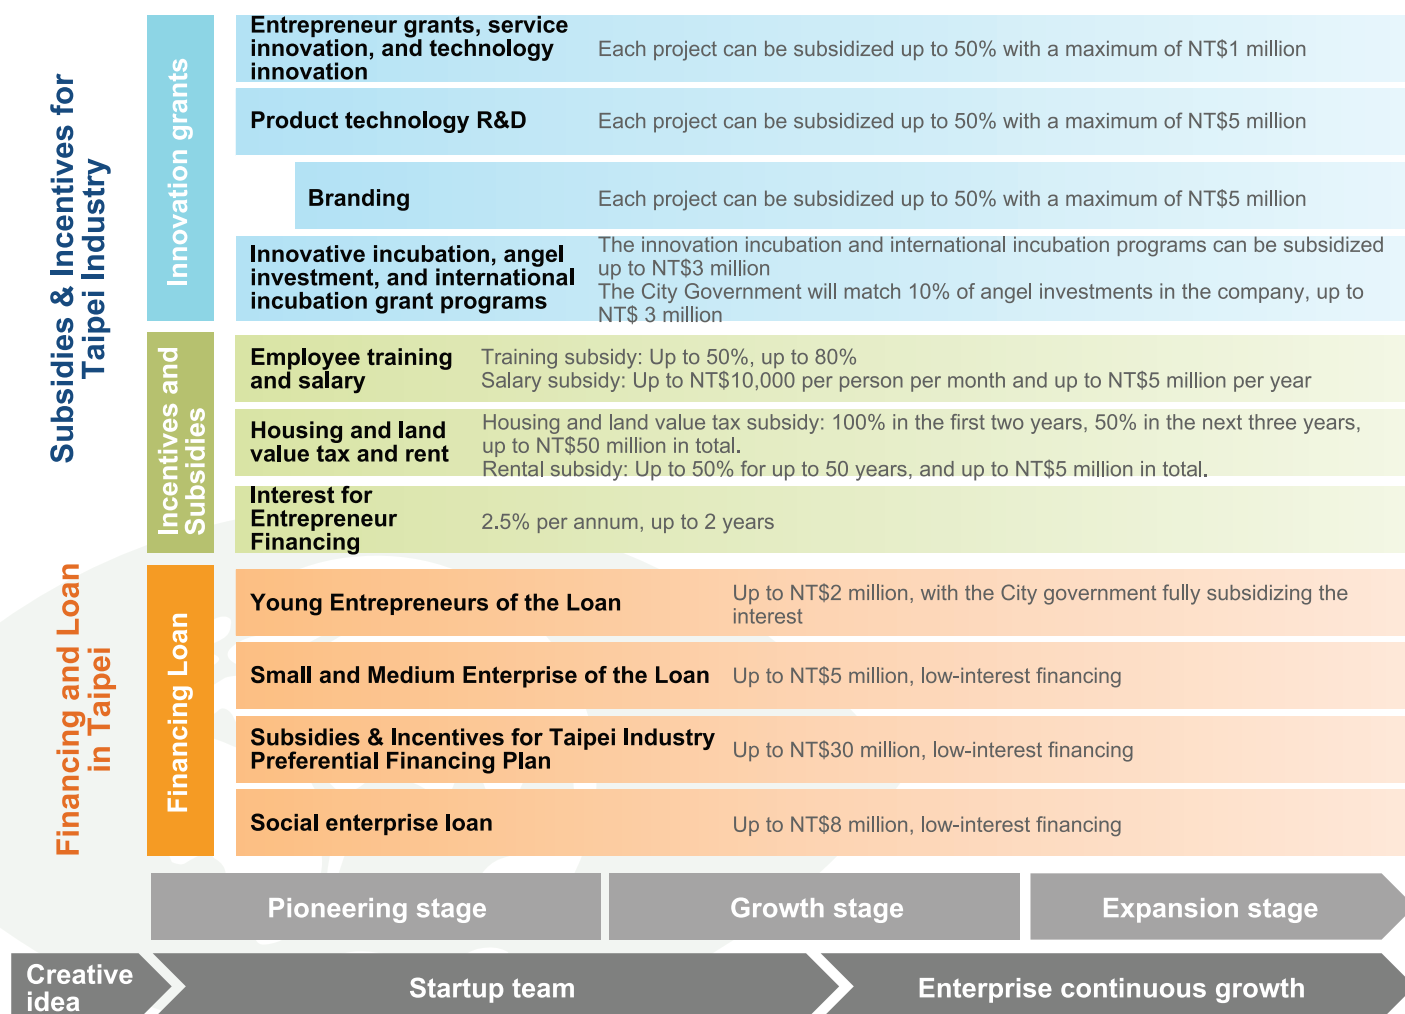 Subsidies & Incentives for
Taipei Industry
Innovation grants
Entrepreneur grants, service
innovation, and technology
innovation
Each project can be subsidized up to 50% with a maximum of NT$1 million
Product technology R&D
Each project can be subsidized up to 50% with a maximum of NT$5 million
Branding
Each project can be subsidized up to 50% with a maximum of NT$5 million
Innovative incubation, angel
investment, and international
incubation grant programs
The innovation incubation and international incubation programs can be subsidized
up to NT$3 million
The City Government will match 10% of angel investments in the company, up to
NT$ 3 million
Incentives and
Subsidies
Employee training
and salary
Training subsidy: Up to 50%, up to 80%
Salary subsidy: Up to NT$10,000 per person per month and up to NT$5 million per year
Housing and land
value tax and rent
Housing and land value tax subsidy: 100% in the first two years, 50% in the next three years,
up to NT$50 million in total.
Rental subsidy: Up to 50% for up to 50 years, and up to NT$5 million in total.
Interest for
Entrepreneur
Financing
2.5% per annum, up to 2 years
Financing and Loan
in Taipei
Financing Loan
Young Entrepreneurs of the Loan
Up to NT$2 million, with the City government fully subsidizing the
interest
Small and Medium Enterprise of the Loan
Up to NT$5 million, low-interest financing
Subsidies & Incentives for Taipei Industry
Preferential Financing Plan
Up to NT$30 million, low-interest financing
Social enterprise loan
Up to NT$8 million, low-interest financing
Pioneering stage
Growth stage
Expansion stage
Creative
idea
Startup team
Enterprise continuous growth